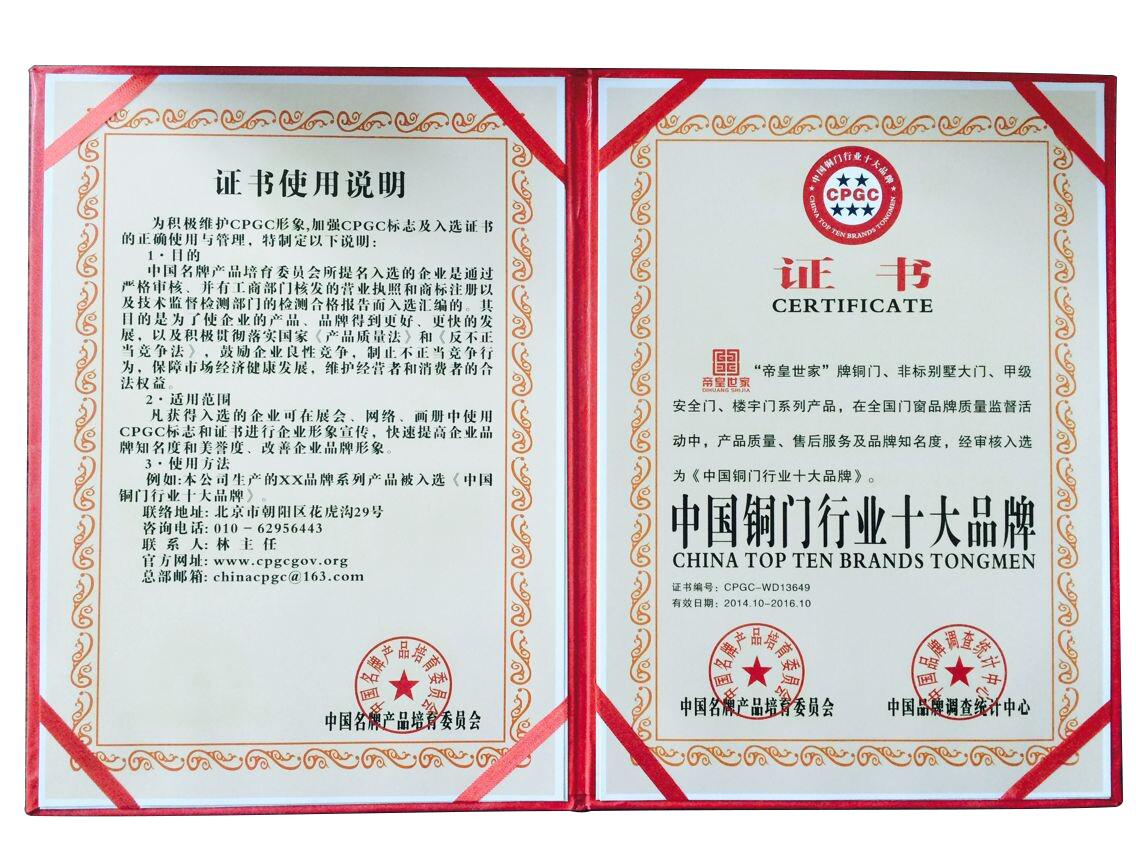 证书使用说明
为积极维护CPGC形象,加强CPGC标志及入选证书
的正确使用与管理，特制定以下说明：
1·目的
中国名牌产品培育委员会所提名入选的企业是通过
严格审核、并有工商部门核发的营业执照和商标注册以
及技术监督检测部门的检测合格报告而入选汇编的。其
目的是为了使企业的产品、品牌得到更好、更快的发
展，以及积极贯彻落实国家《产品质量法》和《反不正
当竞争法》，鼓励企业良性竞争，制止不正当竞争行
为，保障市场经济健康发展，维护经营者和消费者的合
法权益。
2·适用范围
凡获得入选的企业可在展会、网络、画册中使用
CPGC标志和证书进行企业形象宣传，快速提高企业品
牌知名度和美誉度、改善企业品牌形象。
3·使用方法
例如:本公司生产的XX品牌系列产品被入选《中国
铜门行业十大品牌》。
联络地址: 北京市朝阳区花虎沟29号
咨询电话: 010－62956443
联 系 人: 林 主 任
官方网址: www.cpgcgov.org
总部邮箱: chinacpgc@163.com
中国名牌产品培育委员会
中国名牌产品培育委员会
中国铜门行业十大品牌
CPGC
CHINA TOP TEN BRANDS TONGMEN
证 书
CERTIFICATE
帝皇世家
DIHUANG SHIJIA
“帝皇世家”牌铜门、非标别墅大门、甲级
安全门、楼宇门系列产品，在全国门窗品牌质量监督活
动中，产品质量、售后服务及品牌知名度，经审核入选
为《中国铜门行业十大品牌》。
中国铜门行业十大品牌
CHINA TOP TEN BRANDS TONGMEN
证书编号：CPGC-WD13649
有效日期：2014.10-2016.10
中国名牌产品培育委员会
中国品牌调查统计中心
中国名牌产品培育委员会
中国品牌调查统计中心